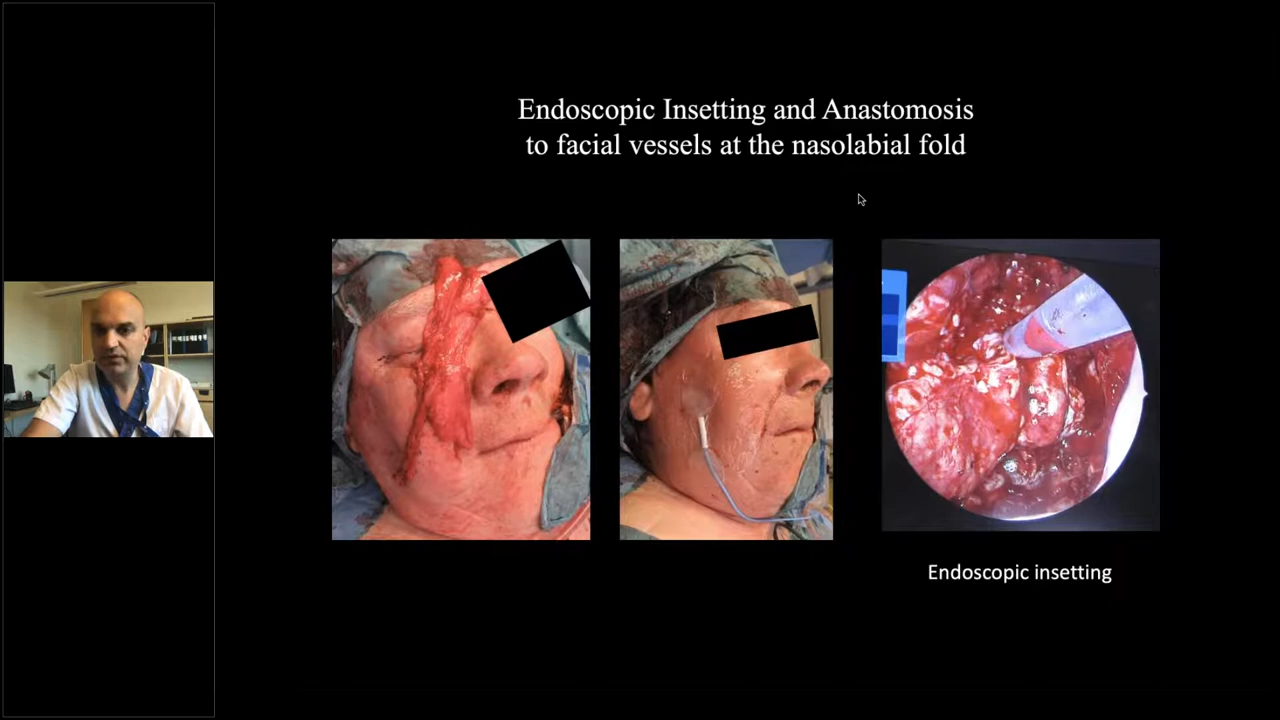 Endoscopic Insetting and Anastomosis
to facial vessels at the nasolabial fold
Endoscopic insetting